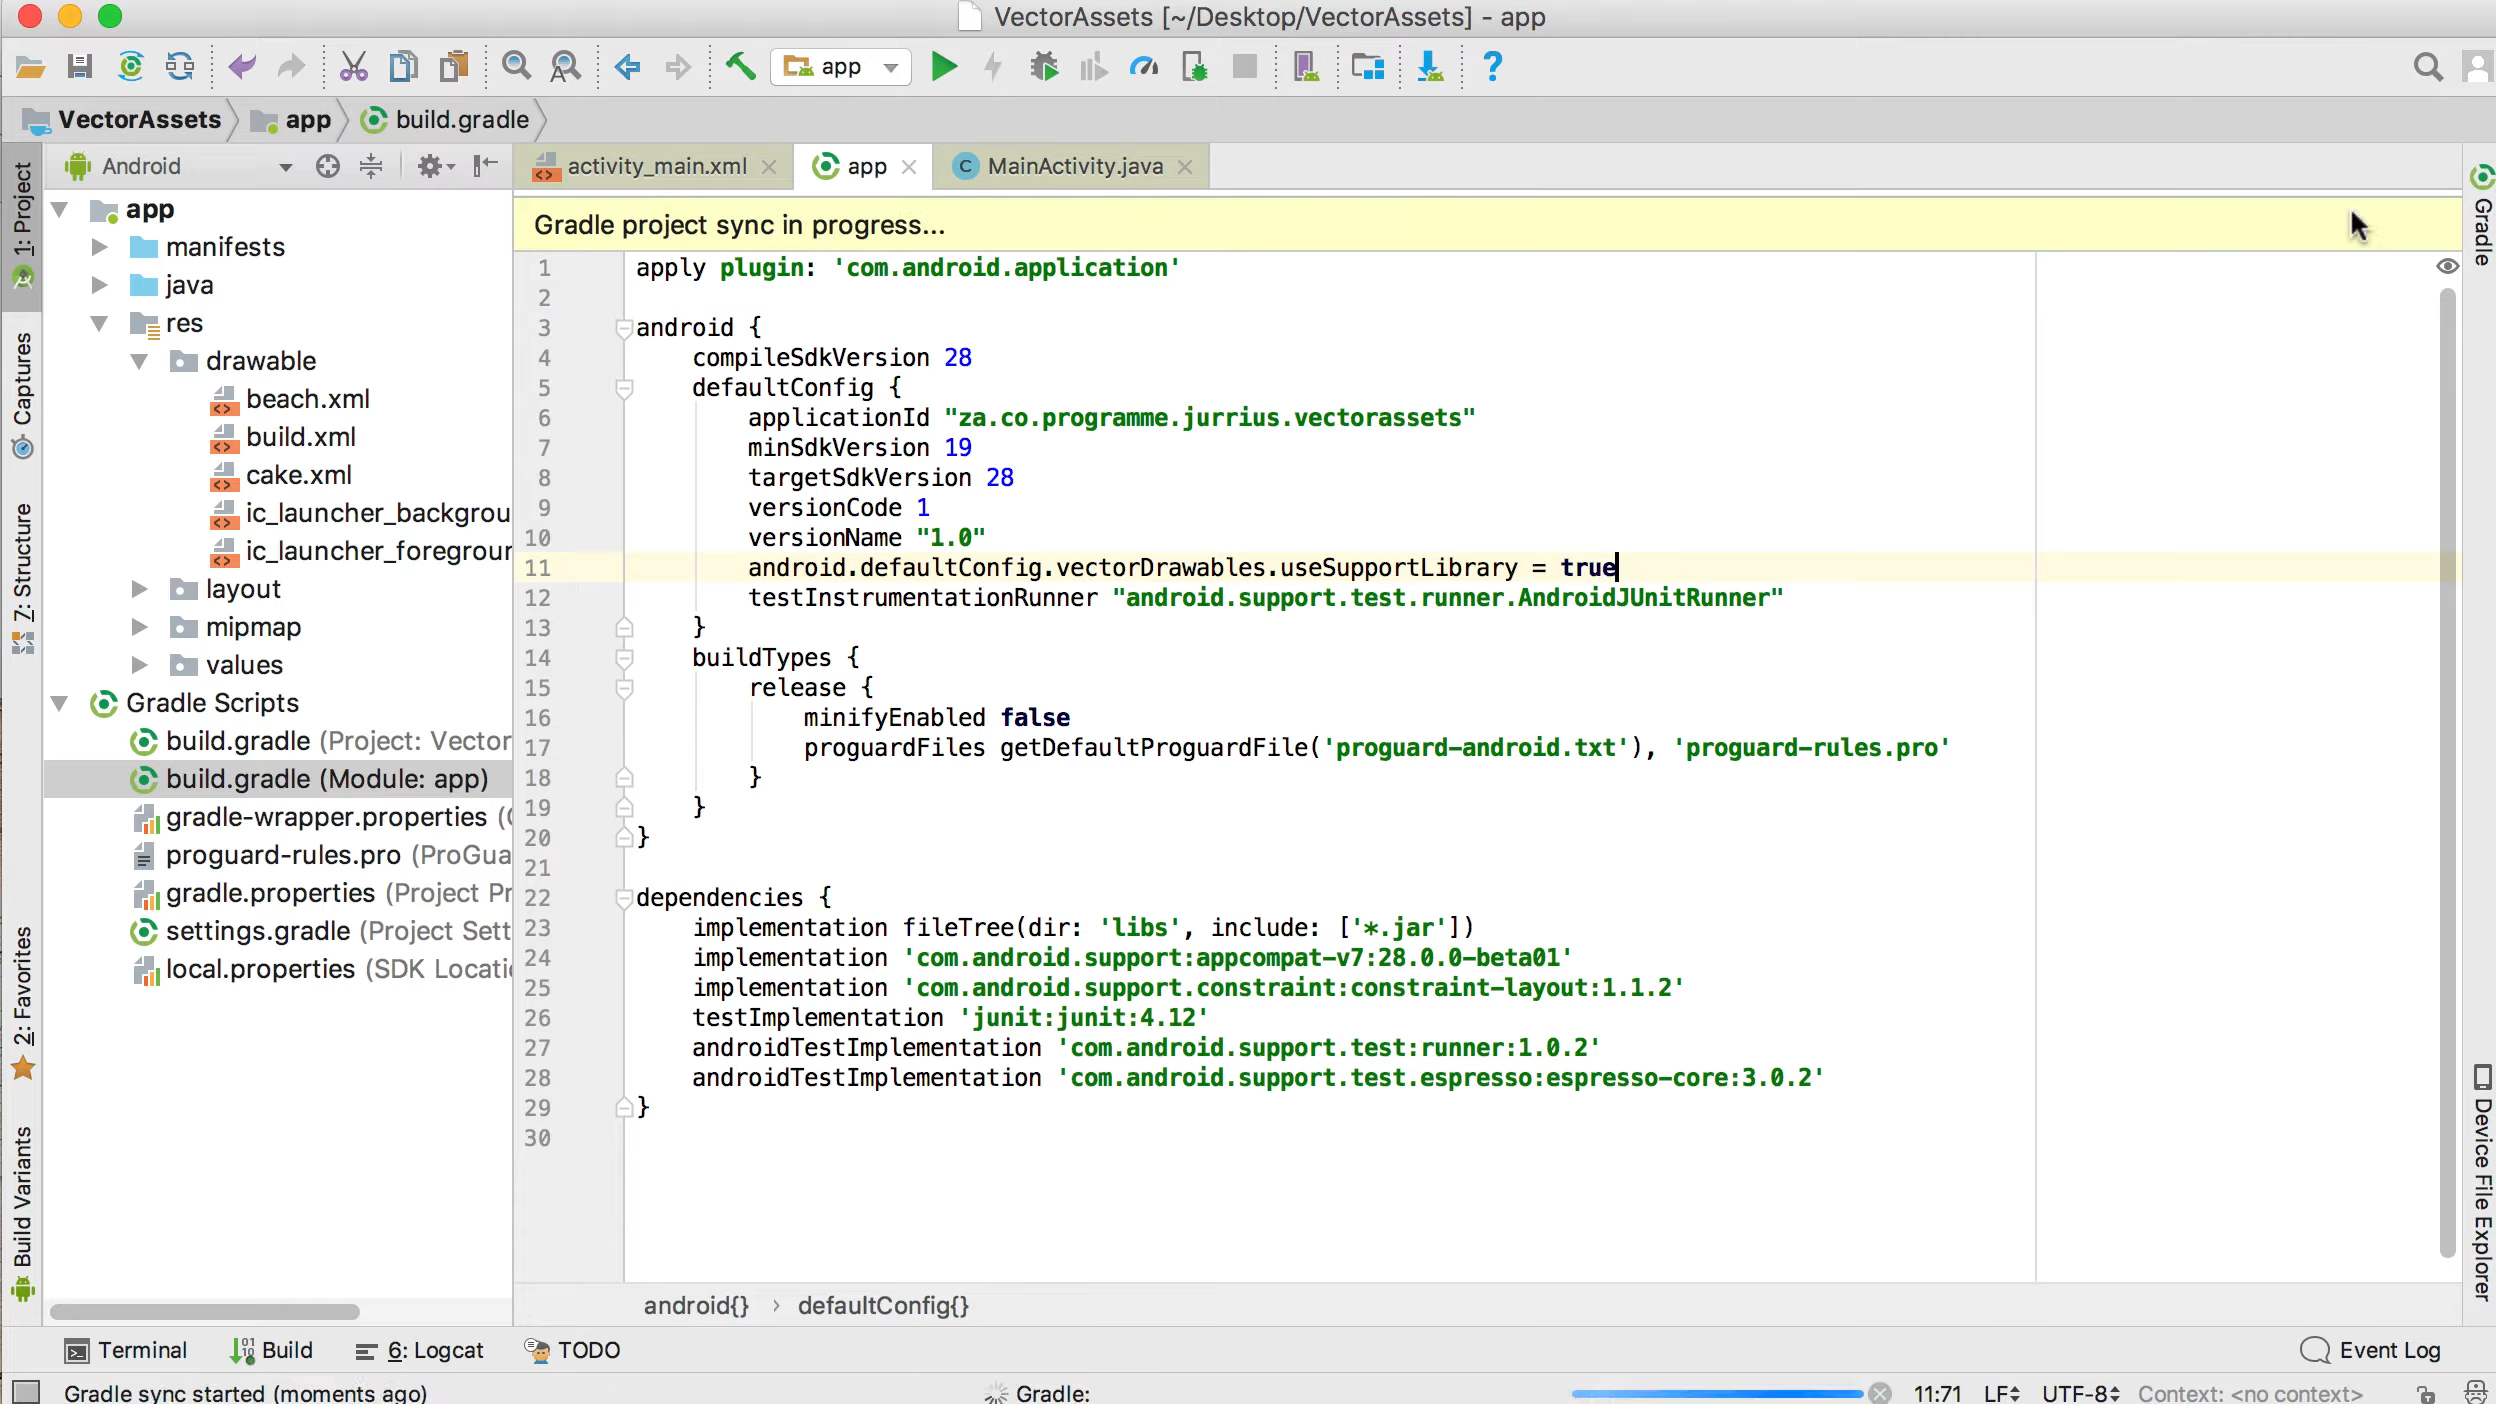 VectorAssets [~/Desktop/VectorAssets] - app
app
VectorAssets app build.gradle
Android
activity_main.xml app MainActivity.java
1: Project
Captures
7: Structure
2: Favorites
Build Variants
app
manifests
java
res
drawable
beach.xml
build.xml
cake.xml
ic_launcher_backgrou
ic_launcher_foregrour
layout
mipmap
values
Gradle Scripts
build.gradle (Project: Vector
build.gradle (Module: app)
gradle-wrapper.properties (
proguard-rules.pro (ProGua
gradle.properties (Project Pr
settings.gradle (Project Sett
local.properties (SDK Locati
Gradle project sync in progress...
1 apply plugin: 'com.android.application'
2
3 android {
4 compileSdkVersion 28
5 defaultConfig {
6 applicationId "za.co.programme.jurrius.vectorassets"
7 minSdkVersion 19
8 targetSdkVersion 28
9 versionCode 1
10 versionName "1.0"
11 android.defaultConfig.vectorDrawables.useSupportLibrary = true
12 testInstrumentationRunner "android.support.test.runner.AndroidJUnitRunner"
13 }
14 buildTypes {
15 release {
16 minifyEnabled false
17 proguardFiles getDefaultProguardFile('proguard-android.txt'), 'proguard-rules.pro'
18 }
19 }
20 }
21
22 dependencies {
23 implementation fileTree(dir: 'libs', include: ['*.jar'])
24 implementation 'com.android.support:appcompat-v7:28.0.0-beta01'
25 implementation 'com.android.support.constraint:constraint-layout:1.1.2'
26 testImplementation 'junit:junit:4.12'
27 androidTestImplementation 'com.android.support.test:runner:1.0.2'
28 androidTestImplementation 'com.android.support.test.espresso:espresso-core:3.0.2'
29 }
30
android{} › defaultConfig{}
Gradle
Device File Explorer
Terminal Build 6: Logcat TODO Event Log
Gradle sync started (moments ago) Gradle: 11:71 LF UTF-8 Context: <no context>